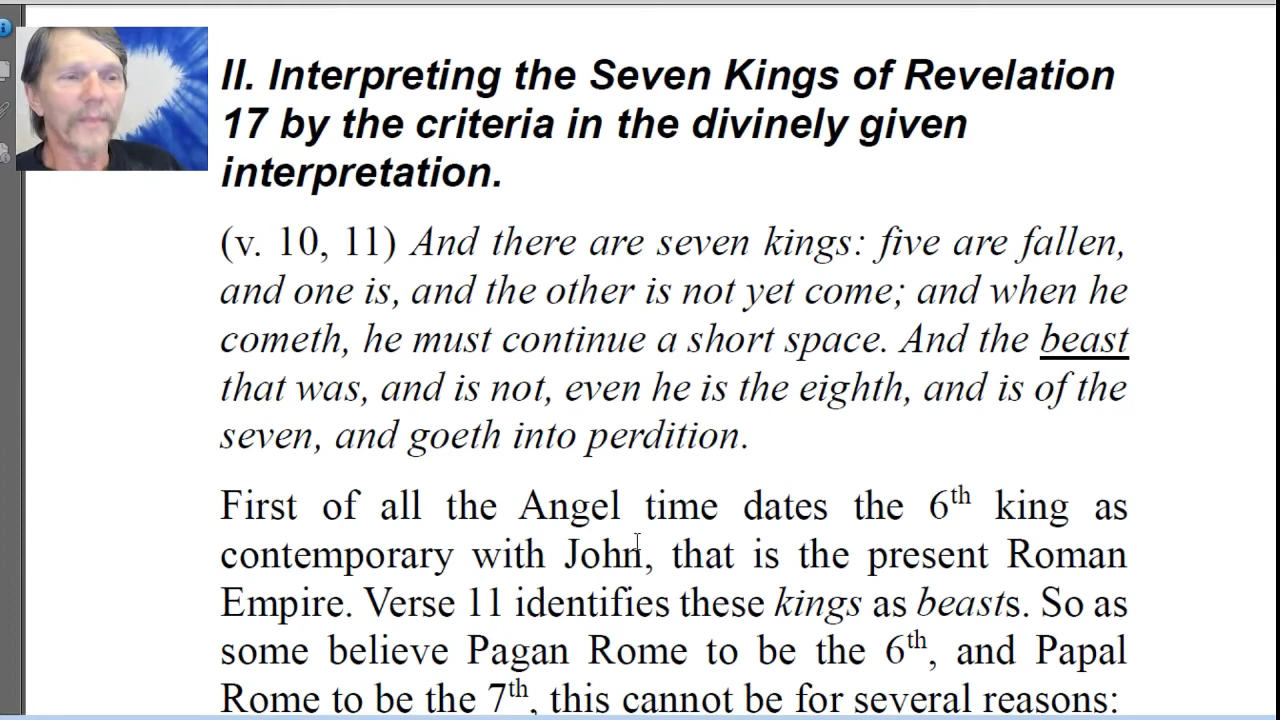 II. Interpreting the Seven Kings of Revelation
17 by the criteria in the divinely given
interpretation.
(v. 10, 11) And there are seven kings: five are fallen,
and one is, and the other is not yet come; and when he
cometh, he must continue a short space. And the beast
that was, and is not, even he is the eighth, and is of the
seven, and goeth into perdition.
First of all the Angel time dates the 6th king as
contemporary with John, that is the present Roman
Empire. Verse 11 identifies these kings as beasts. So as
some believe Pagan Rome to be the 6th, and Papal
Rome to be the 7th, this cannot be for several reasons: